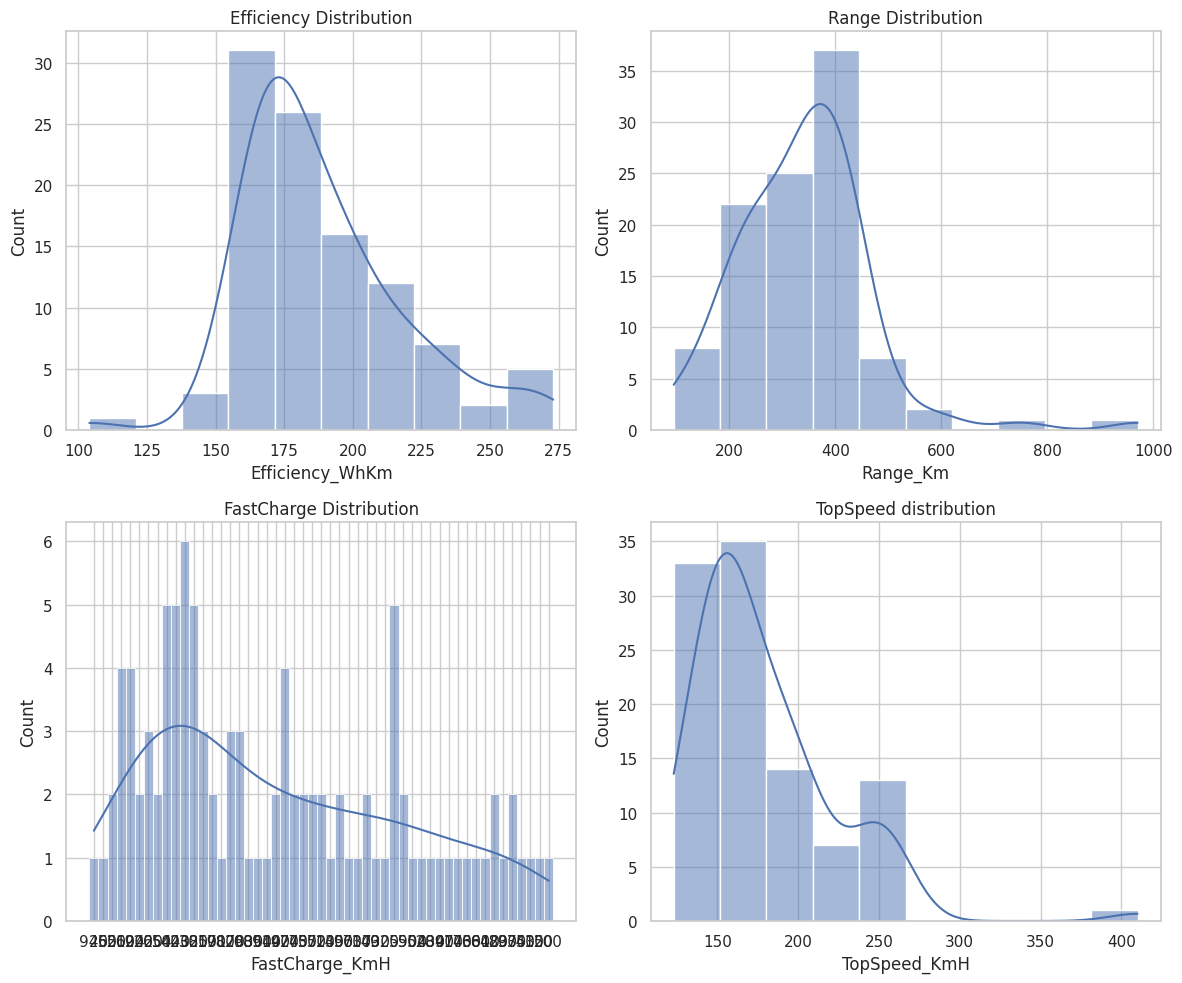 Efficiency Distribution
30
25
20
15
10
5
0
Count
100 125 150 175 200 225 250 275
Efficiency_WhKm
Range Distribution
35
30
25
20
15
10
5
0
Count
200 400 600 800 1000
Range_Km
FastCharge Distribution
6
5
4
3
2
1
0
Count
FastCharge_KmH
TopSpeed distribution
35
30
25
20
15
10
5
0
Count
150 200 250 300 350 400
TopSpeed_KmH